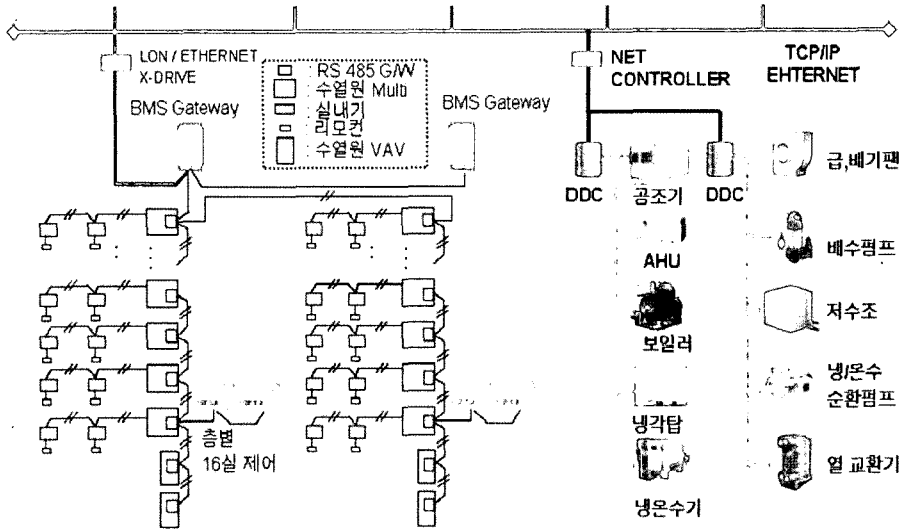 LON / ETHERNET
X-DRIVE
BMS Gateway
: RS 485 G/W
: 수열원 Multi
: 실내기
: 리모컨
: 수열원 VAV
BMS Gateway
NET
CONTROLLER
TCP/IP
EHTERNET
DDC
공조기
DDC
급,배기팬
AHU
배수펌프
보일러
저수조
냉각탑
냉/온수
순환펌프
냉온수기
열 교환기
층별
16실 제어